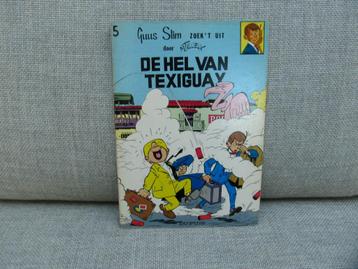 5
Guus Slim ZOEK'T UIT
door
DE HEL VAN
TEXIGUAY